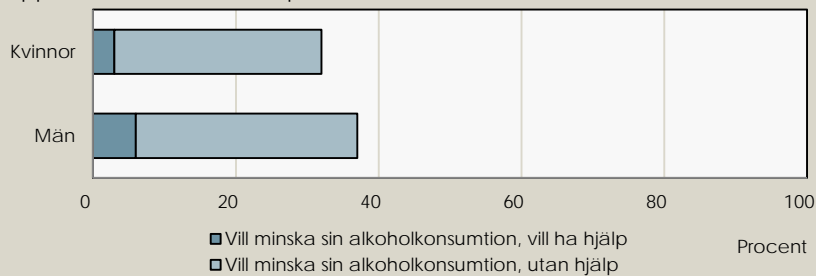 Kvinnor
Män
0 20 40 60 80 100
Vill minska sin alkoholkonsumtion, vill ha hjälp
Procent
Vill minska sin alkoholkonsumtion, utan hjälp